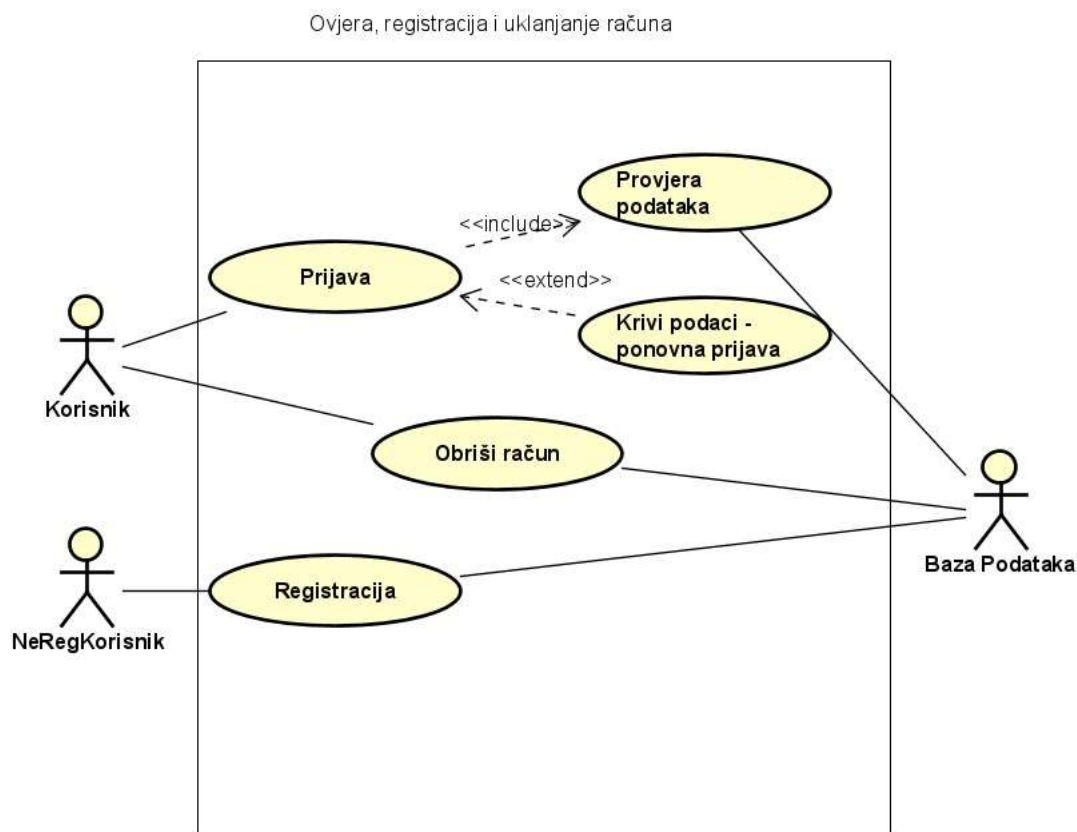 Ovjera, registracija i uklanjanje računa
Provjera
podataka
<<include>>
Prijava
<<extend>>
Krivi podaci -
ponovna prijava
Korisnik
Obriši račun
Baza Podataka
Registracija
NeRegKorisnik